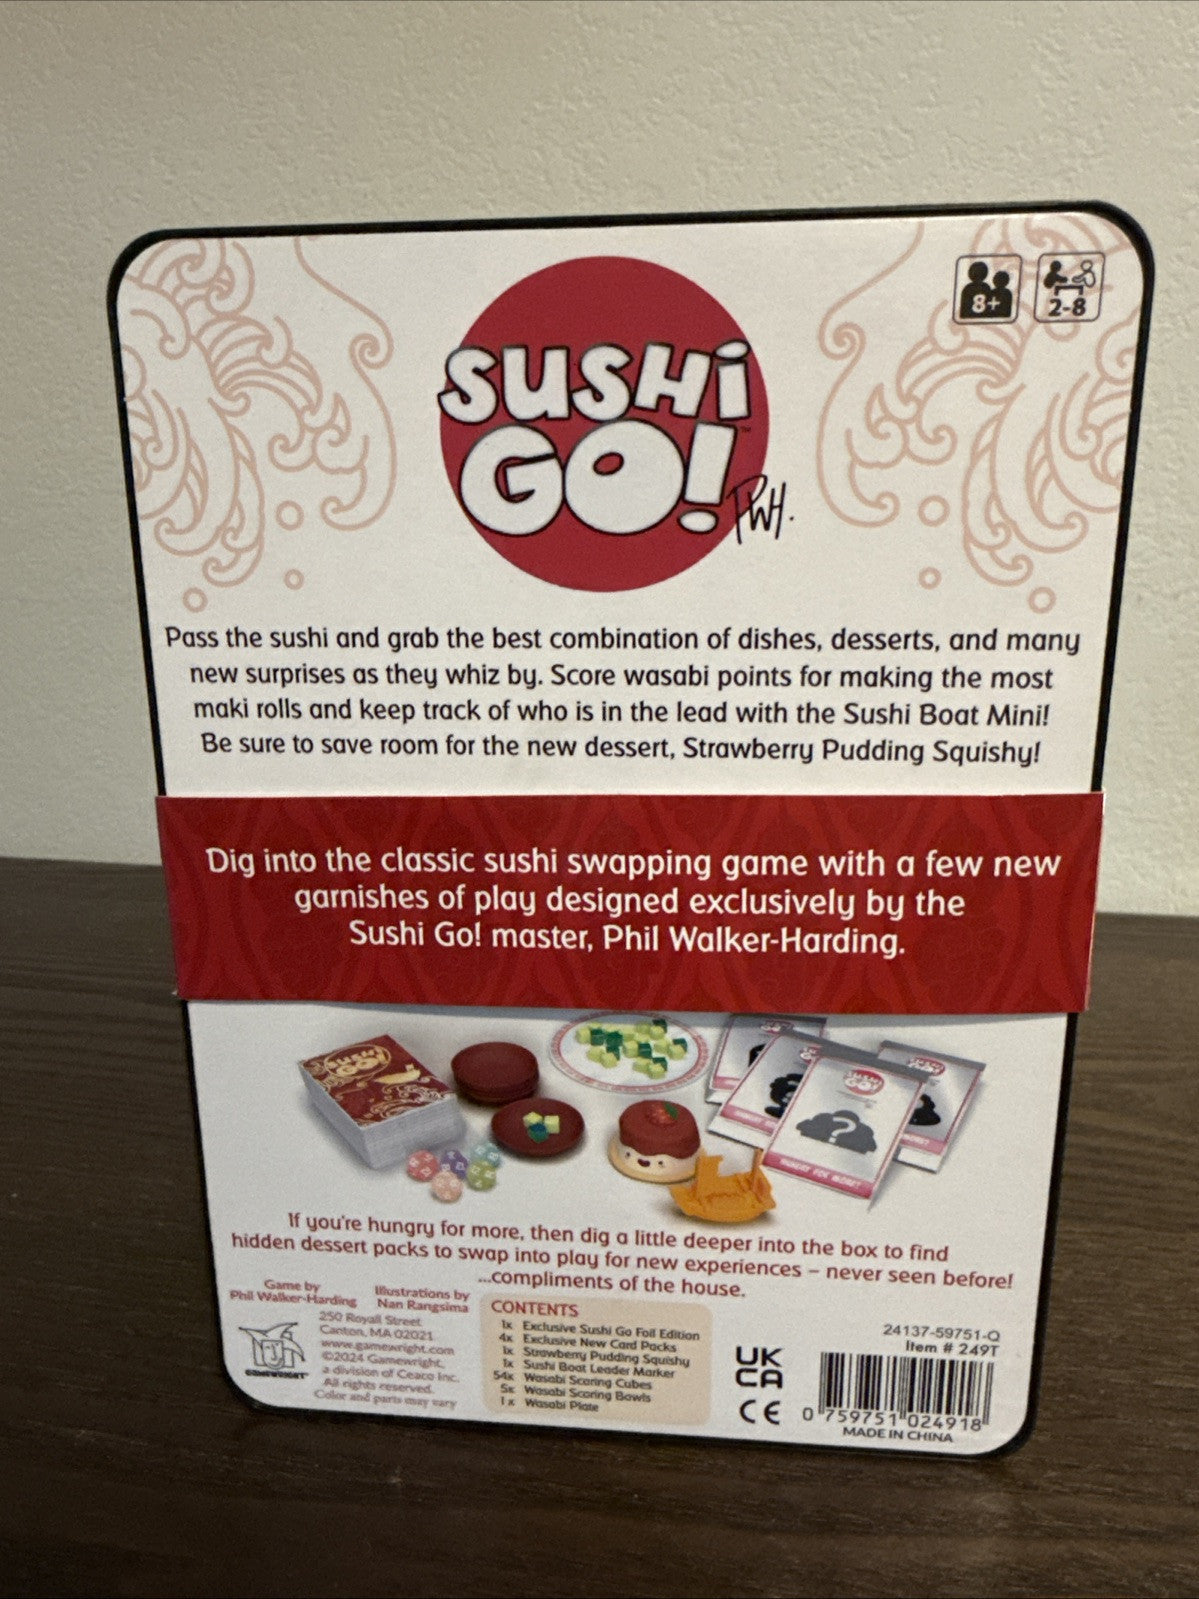 8+
2-8
SUSHI
GO!™
PWH.
Pass the sushi and grab the best combination of dishes, desserts, and many
new surprises as they whiz by. Score wasabi points for making the most
maki rolls and keep track of who is in the lead with the Sushi Boat Mini!
Be sure to save room for the new dessert, Strawberry Pudding Squishy!
Dig into the classic sushi swapping game with a few new
garnishes of play designed exclusively by the
Sushi Go! master, Phil Walker-Harding.
SUSHI
GO!
SUSHI
GO!
?
HUNGRY FOR MORE?
If you're hungry for more, then dig a little deeper into the box to find
hidden dessert packs to swap into play for new experiences – never seen before!
...compliments of the house.
Game by
Phil Walker-Harding
Illustrations by
Nan Rangsima
GAMEWRIGHT
250 Royall Street
Canton, MA 02021
www.gamewright.com
©2024 Gamewright,
a division of Ceaco Inc.
All rights reserved.
Color and parts may vary
CONTENTS
1x Exclusive Sushi Go Foil Edition
4x Exclusive New Card Packs
1x Strawberry Pudding Squishy
1x Sushi Boat Leader Marker
54x Wasabi Scoring Cubes
5x Wasabi Scoring Bowls
1x Wasabi Plate
UK
CA
CE
24137-59751-Q
Item # 249T
0 759751 024918
MADE IN CHINA